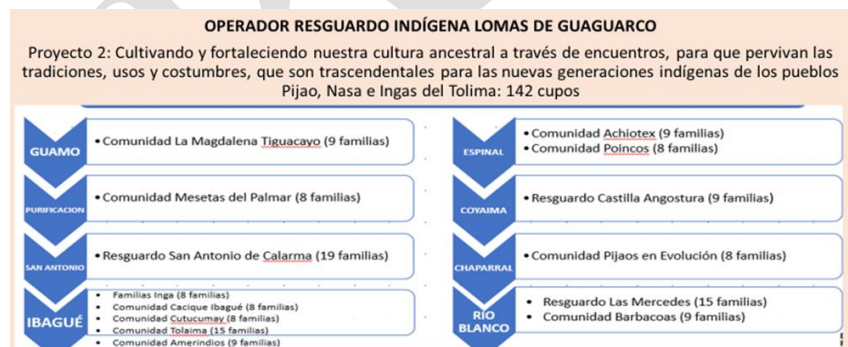 OPERADOR RESGUARDO INDÍGENA LOMAS DE GUAGUARCO
Proyecto 2: Cultivando y fortaleciendo nuestra cultura ancestral a través de encuentros, para que pervivan las
tradiciones, usos y costumbres, que son trascendentales para las nuevas generaciones indígenas de los pueblos
Pijao, Nasa e Ingas del Tolima: 142 cupos
GUAMO
• Comunidad La Magdalena Tiguacayo (9 familias)
PURIFICACION
• Comunidad Mesetas del Palmar (8 familias)
SAN ANTONIO
• Resguardo San Antonio de Calarma (19 familias)
IBAGUÉ
• Familias Inga (8 familias)
• Comunidad Cacique Ibagué (8 familias)
• Comunidad Cutucumay (8 familias)
• Comunidad Tolaima (15 familias)
• Comunidad Amerindios (9 familias)
ESPINAL
• Comunidad Achiotex (9 familias)
• Comunidad Poincos (8 familias)
COYAIMA
• Resguardo Castilla Angostura (9 familias)
CHAPARRAL
• Comunidad Pijaos en Evolución (8 familias)
RIO
BLANCO
• Resguardo Las Mercedes (15 familias)
• Comunidad Barbacoas (9 familias)